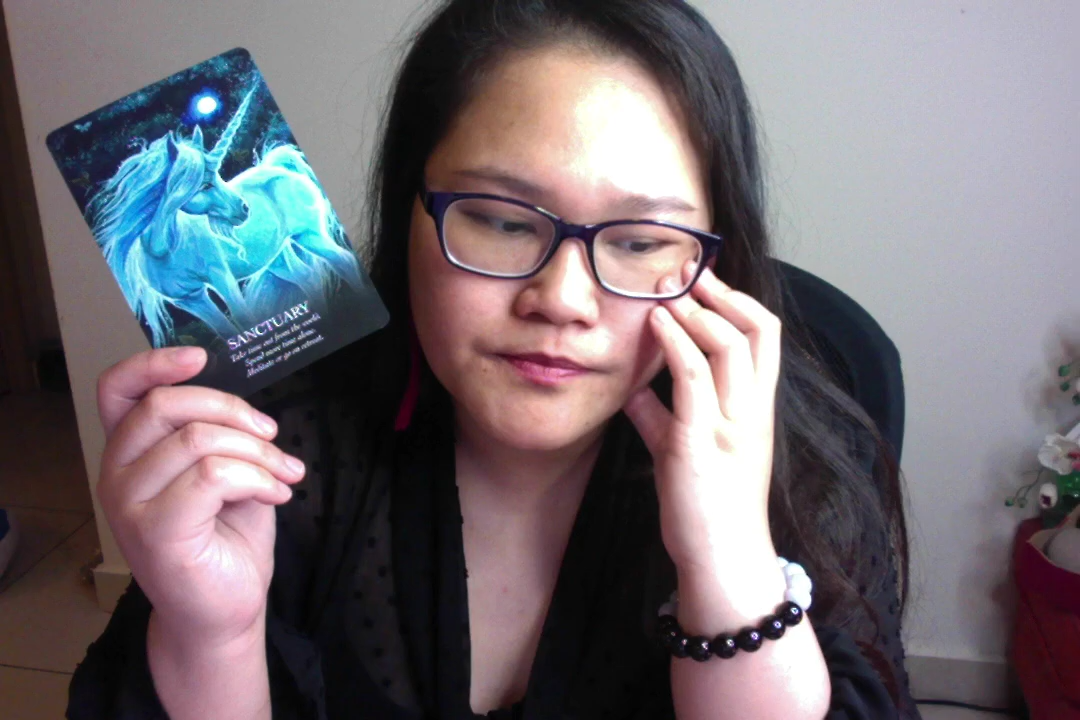 SANCTUARY
Take time out from the world.
Spend more time alone.
Meditate or go on retreat.